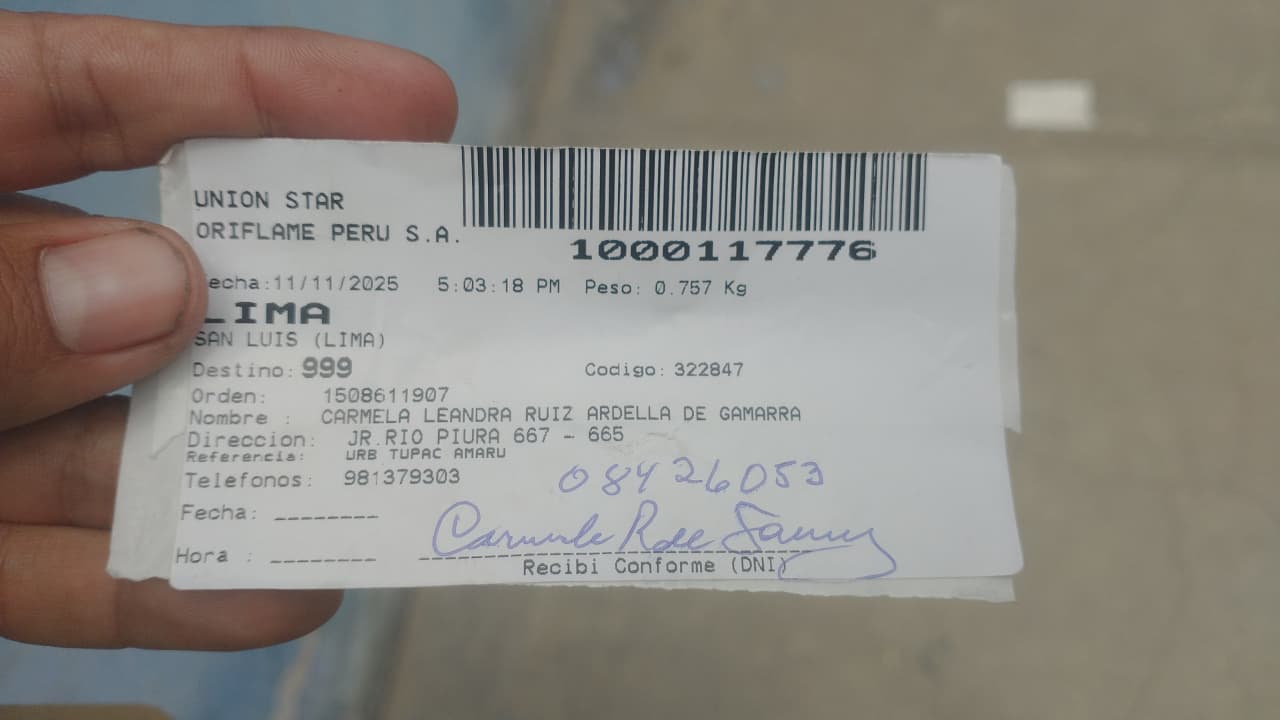 UNION STAR
ORIFLAME PERU S.A.
1000117776
echa:11/11/2025 5:03:18 PM Peso: 0.757 Kg
LIMA
SAN LUIS (LIMA)
Destino: 999 Codigo: 322847
Orden: 1508611907
Nombre : CARMELA LEANDRA RUIZ ARDELLA DE GAMARRA
Direccion: JR.RIO PIURA 667 - 665
Referencia: URB TUPAC AMARU
Telefonos: 981379303
08426053
Fecha: --------
Hora : --------
Recibi Conforme (DNI)